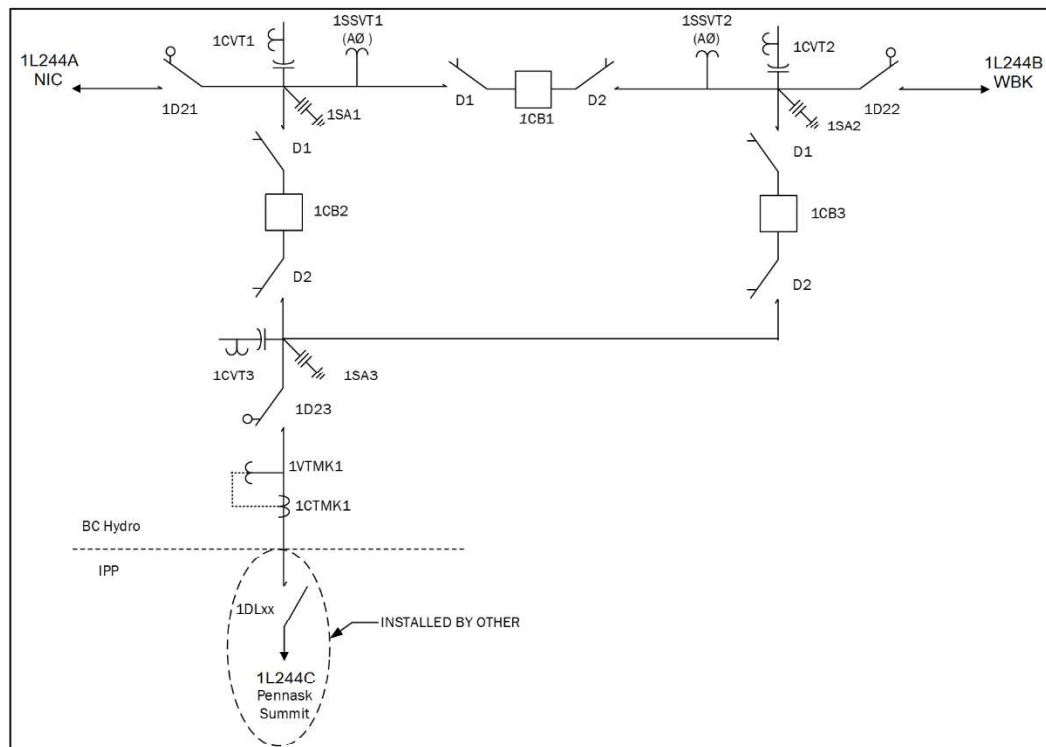 1CVT1
1SSVT1
(AØ )
1SSVT2
(AØ)
1CVT2
1L244A
NIC
1L244B
WBK
1D21
1SA1
D1
D2
1CB1
1SA2
1D22
D1
D1
1CB2
1CB3
D2
D2
1CVT3
1SA3
1D23
1VTMK1
1CTMK1
BC Hydro
IPP
1DLxx
INSTALLED BY OTHER
1L244C
Pennask
Summit